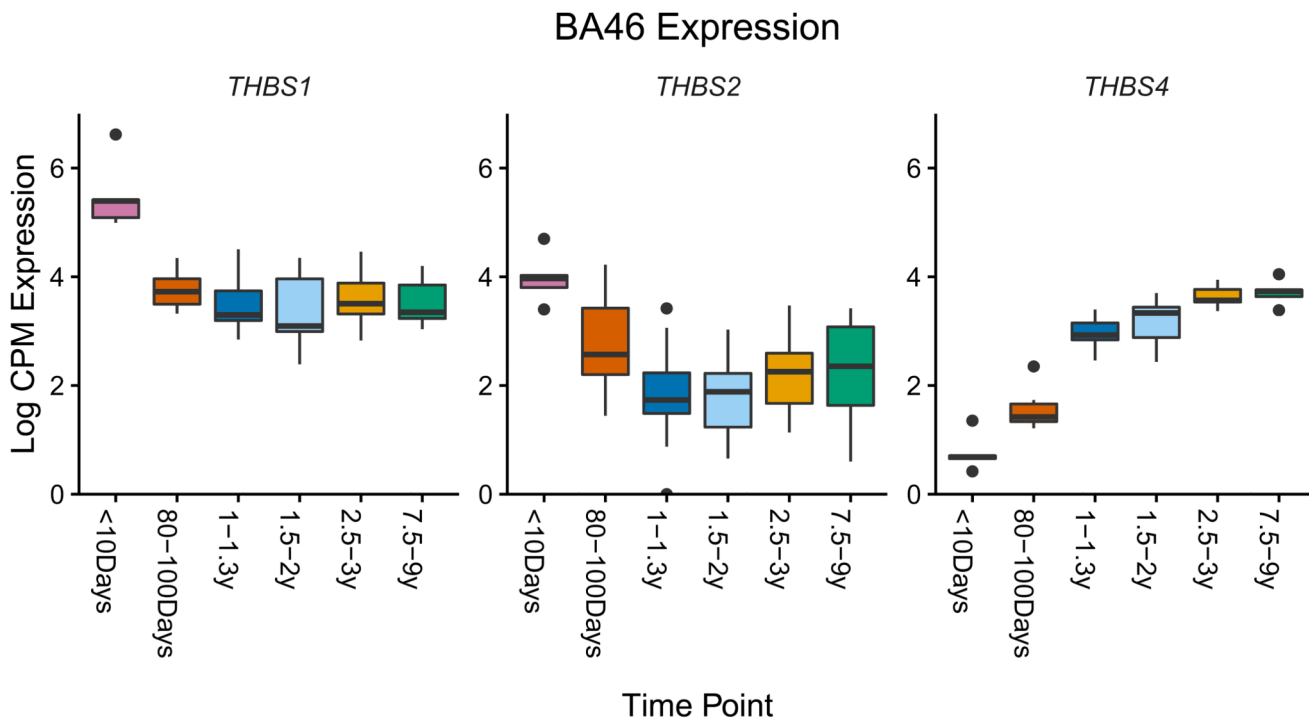 BA46 Expression
THBS1
THBS2
THBS4
Log CPM Expression
6
4
2
0
6
4
2
0
6
4
2
0
<10Days
80−100Days
1−1.3y
1.5−2y
2.5−3y
7.5−9y
<10Days
80−100Days
1−1.3y
1.5−2y
2.5−3y
7.5−9y
<10Days
80−100Days
1−1.3y
1.5−2y
2.5−3y
7.5−9y
Time Point